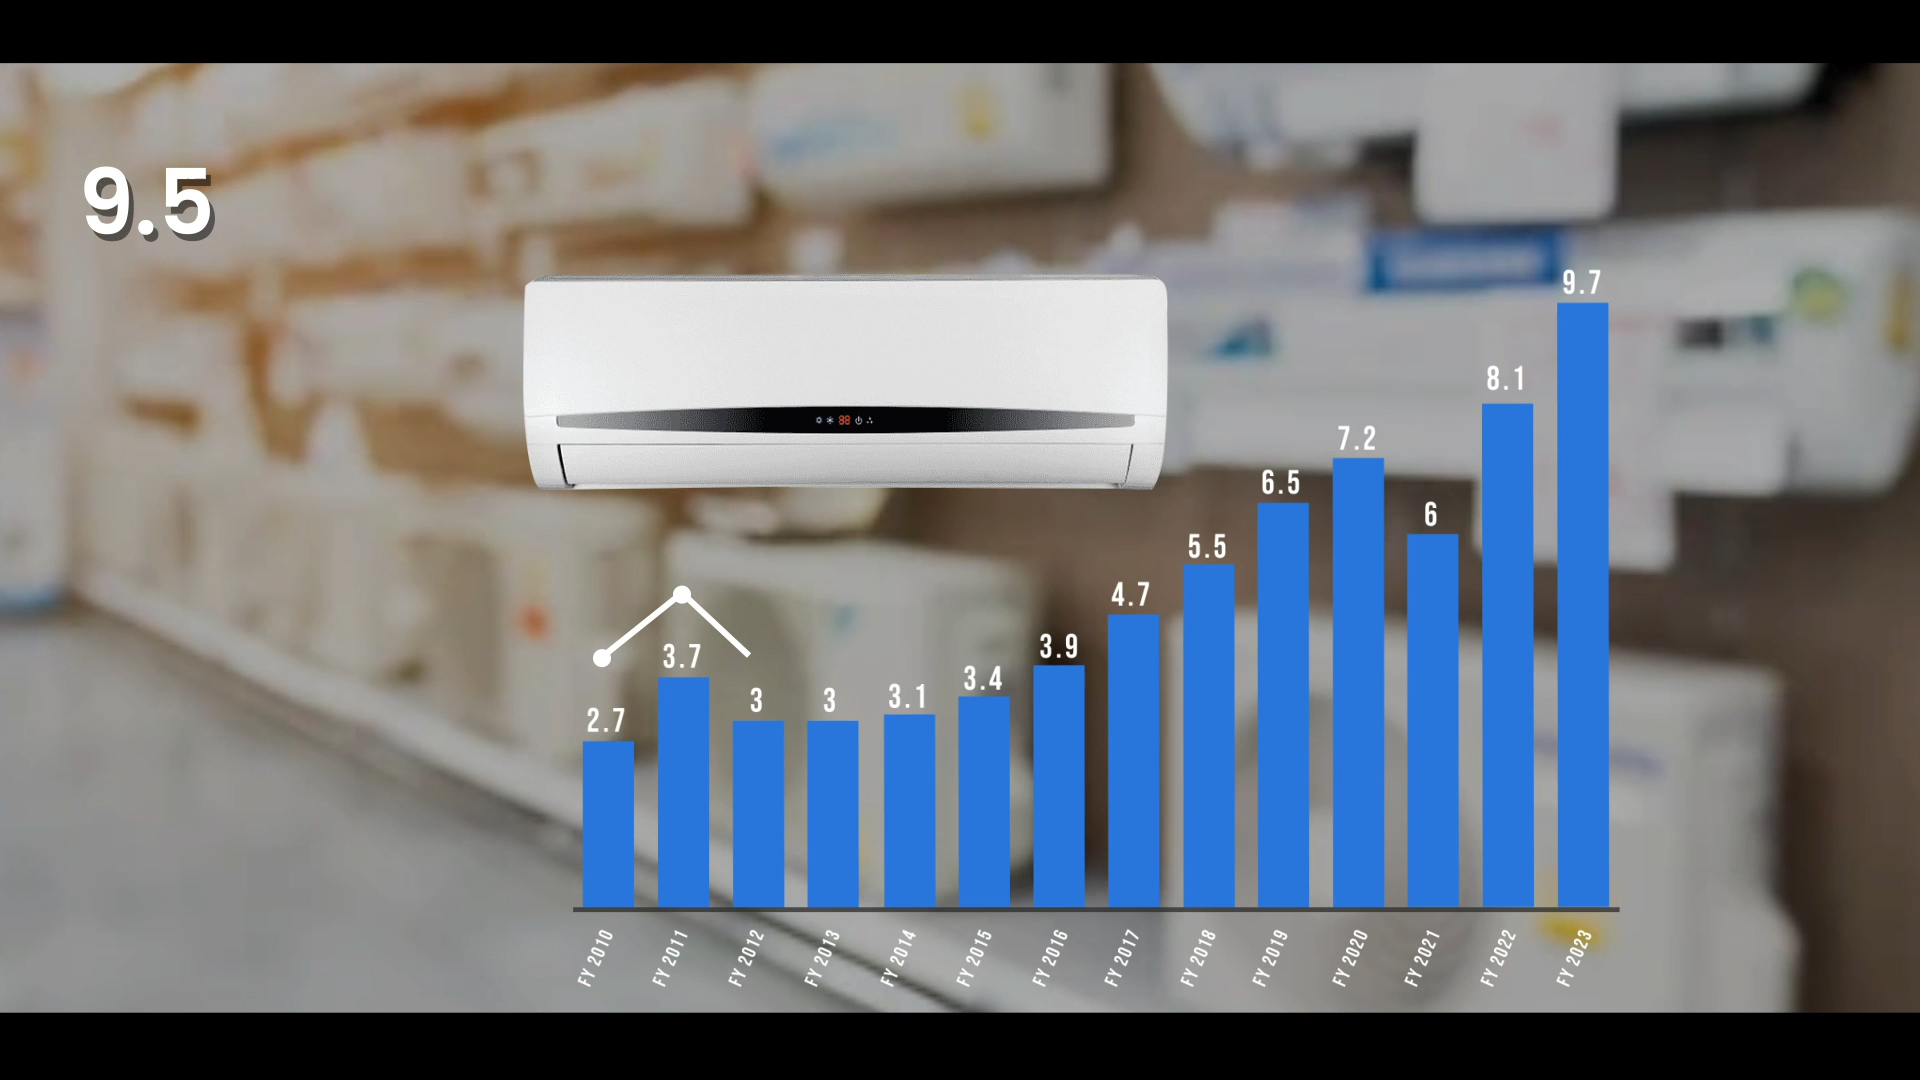 9.5
9.7
8.1
7.2
6.5
6
5.5
4.7
3.9
3.7
3.4
3
3
3.1
2.7
88
FY 2010
FY 2011
FY 2012
FY 2013
FY 2014
FY 2015
FY 2016
FY 2017
FY 2018
FY 2019
FY 2020
FY 2021
FY 2022
FY 2023